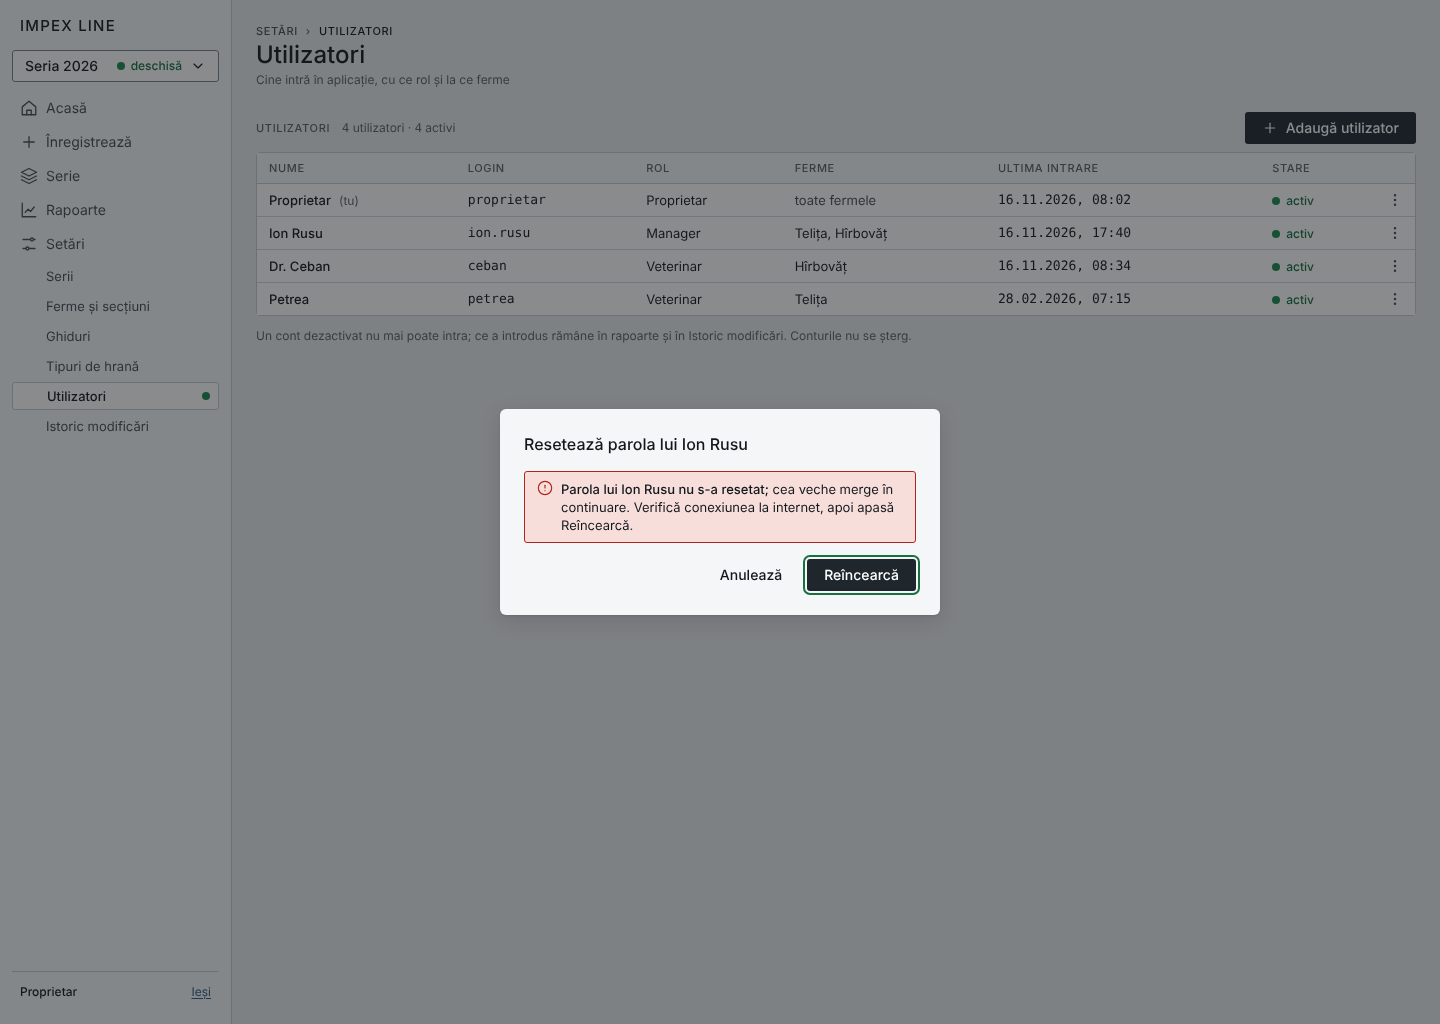 IMPEX LINE
Seria 2026 deschisă
Acasă
Înregistrează
Serie
Rapoarte
Setări
Serii
Ferme și secțiuni
Ghiduri
Tipuri de hrană
Utilizatori
Istoric modificări
Proprietar Ieși
SETĂRI › UTILIZATORI
Utilizatori
Cine intră în aplicație, cu ce rol și la ce ferme
UTILIZATORI 4 utilizatori · 4 activi
Adaugă utilizator
NUME LOGIN ROL FERME ULTIMA INTRARE STARE
Proprietar (tu) proprietar Proprietar toate fermele 16.11.2026, 08:02 activ
Ion Rusu ion.rusu Manager Telița, Hîrbovăț 16.11.2026, 17:40 activ
Dr. Ceban ceban Veterinar Hîrbovăț 16.11.2026, 08:34 activ
Petrea petrea Veterinar Telița 28.02.2026, 07:15 activ
Un cont dezactivat nu mai poate intra; ce a introdus rămâne în rapoarte și în Istoric modificări. Conturile nu se șterg.
Resetează parola lui Ion Rusu
Parola lui Ion Rusu nu s-a resetat; cea veche merge în
continuare. Verifică conexiunea la internet, apoi apasă
Reîncearcă.
Anulează Reîncearcă